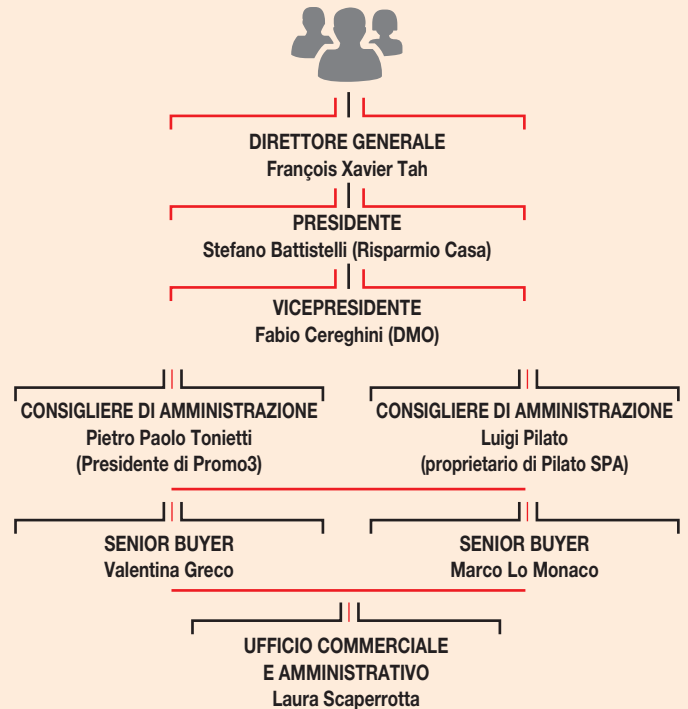 DIRETTORE GENERALE
François Xavier Tah
PRESIDENTE
Stefano Battistelli (Risparmio Casa)
VICEPRESIDENTE
Fabio Cereghini (DMO)
CONSIGLIERE DI AMMINISTRAZIONE
Pietro Paolo Tonietti
(Presidente di Promo3)
CONSIGLIERE DI AMMINISTRAZIONE
Luigi Pilato
(proprietario di Pilato SPA)
SENIOR BUYER
Valentina Greco
SENIOR BUYER
Marco Lo Monaco
UFFICIO COMMERCIALE
E AMMINISTRATIVO
Laura Scaperrotta